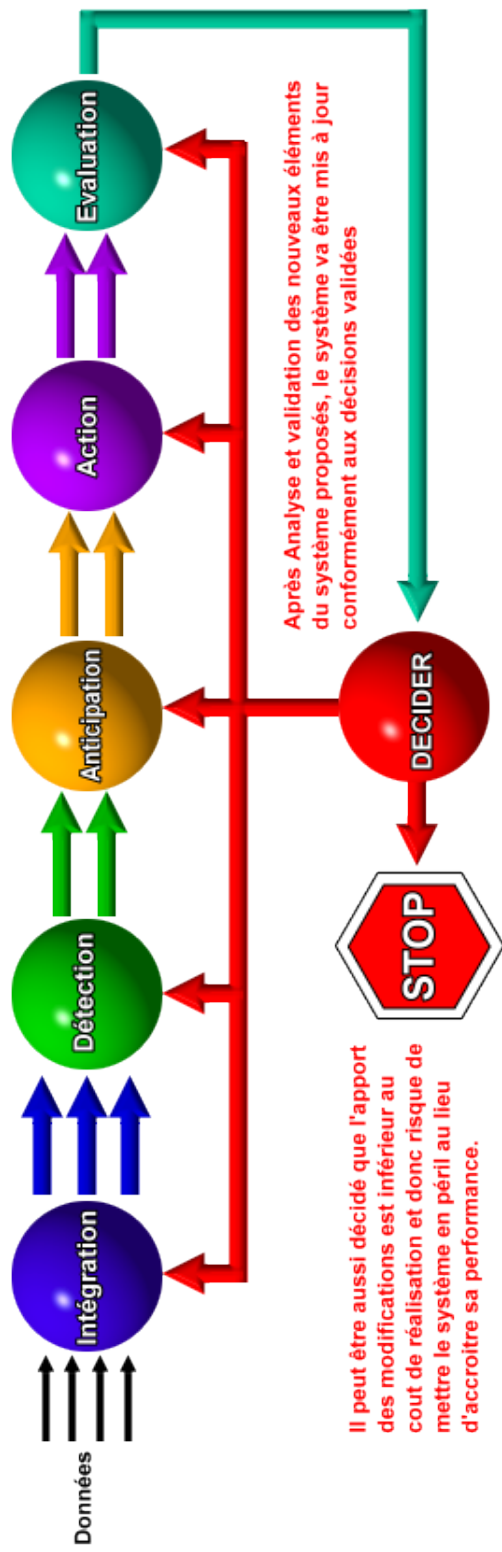 Données
Intégration
Détection
Anticipation
Action
Evaluation
Après Analyse et validation des nouveaux éléments
du système proposés, le système va être mis à jour
conformément aux décisions validées
DECIDER
STOP
Il peut être aussi décidé que l'apport
des modifications est inférieur au
cout de réalisation et donc risque de
mettre le système en péril au lieu
d'accroitre sa performance.